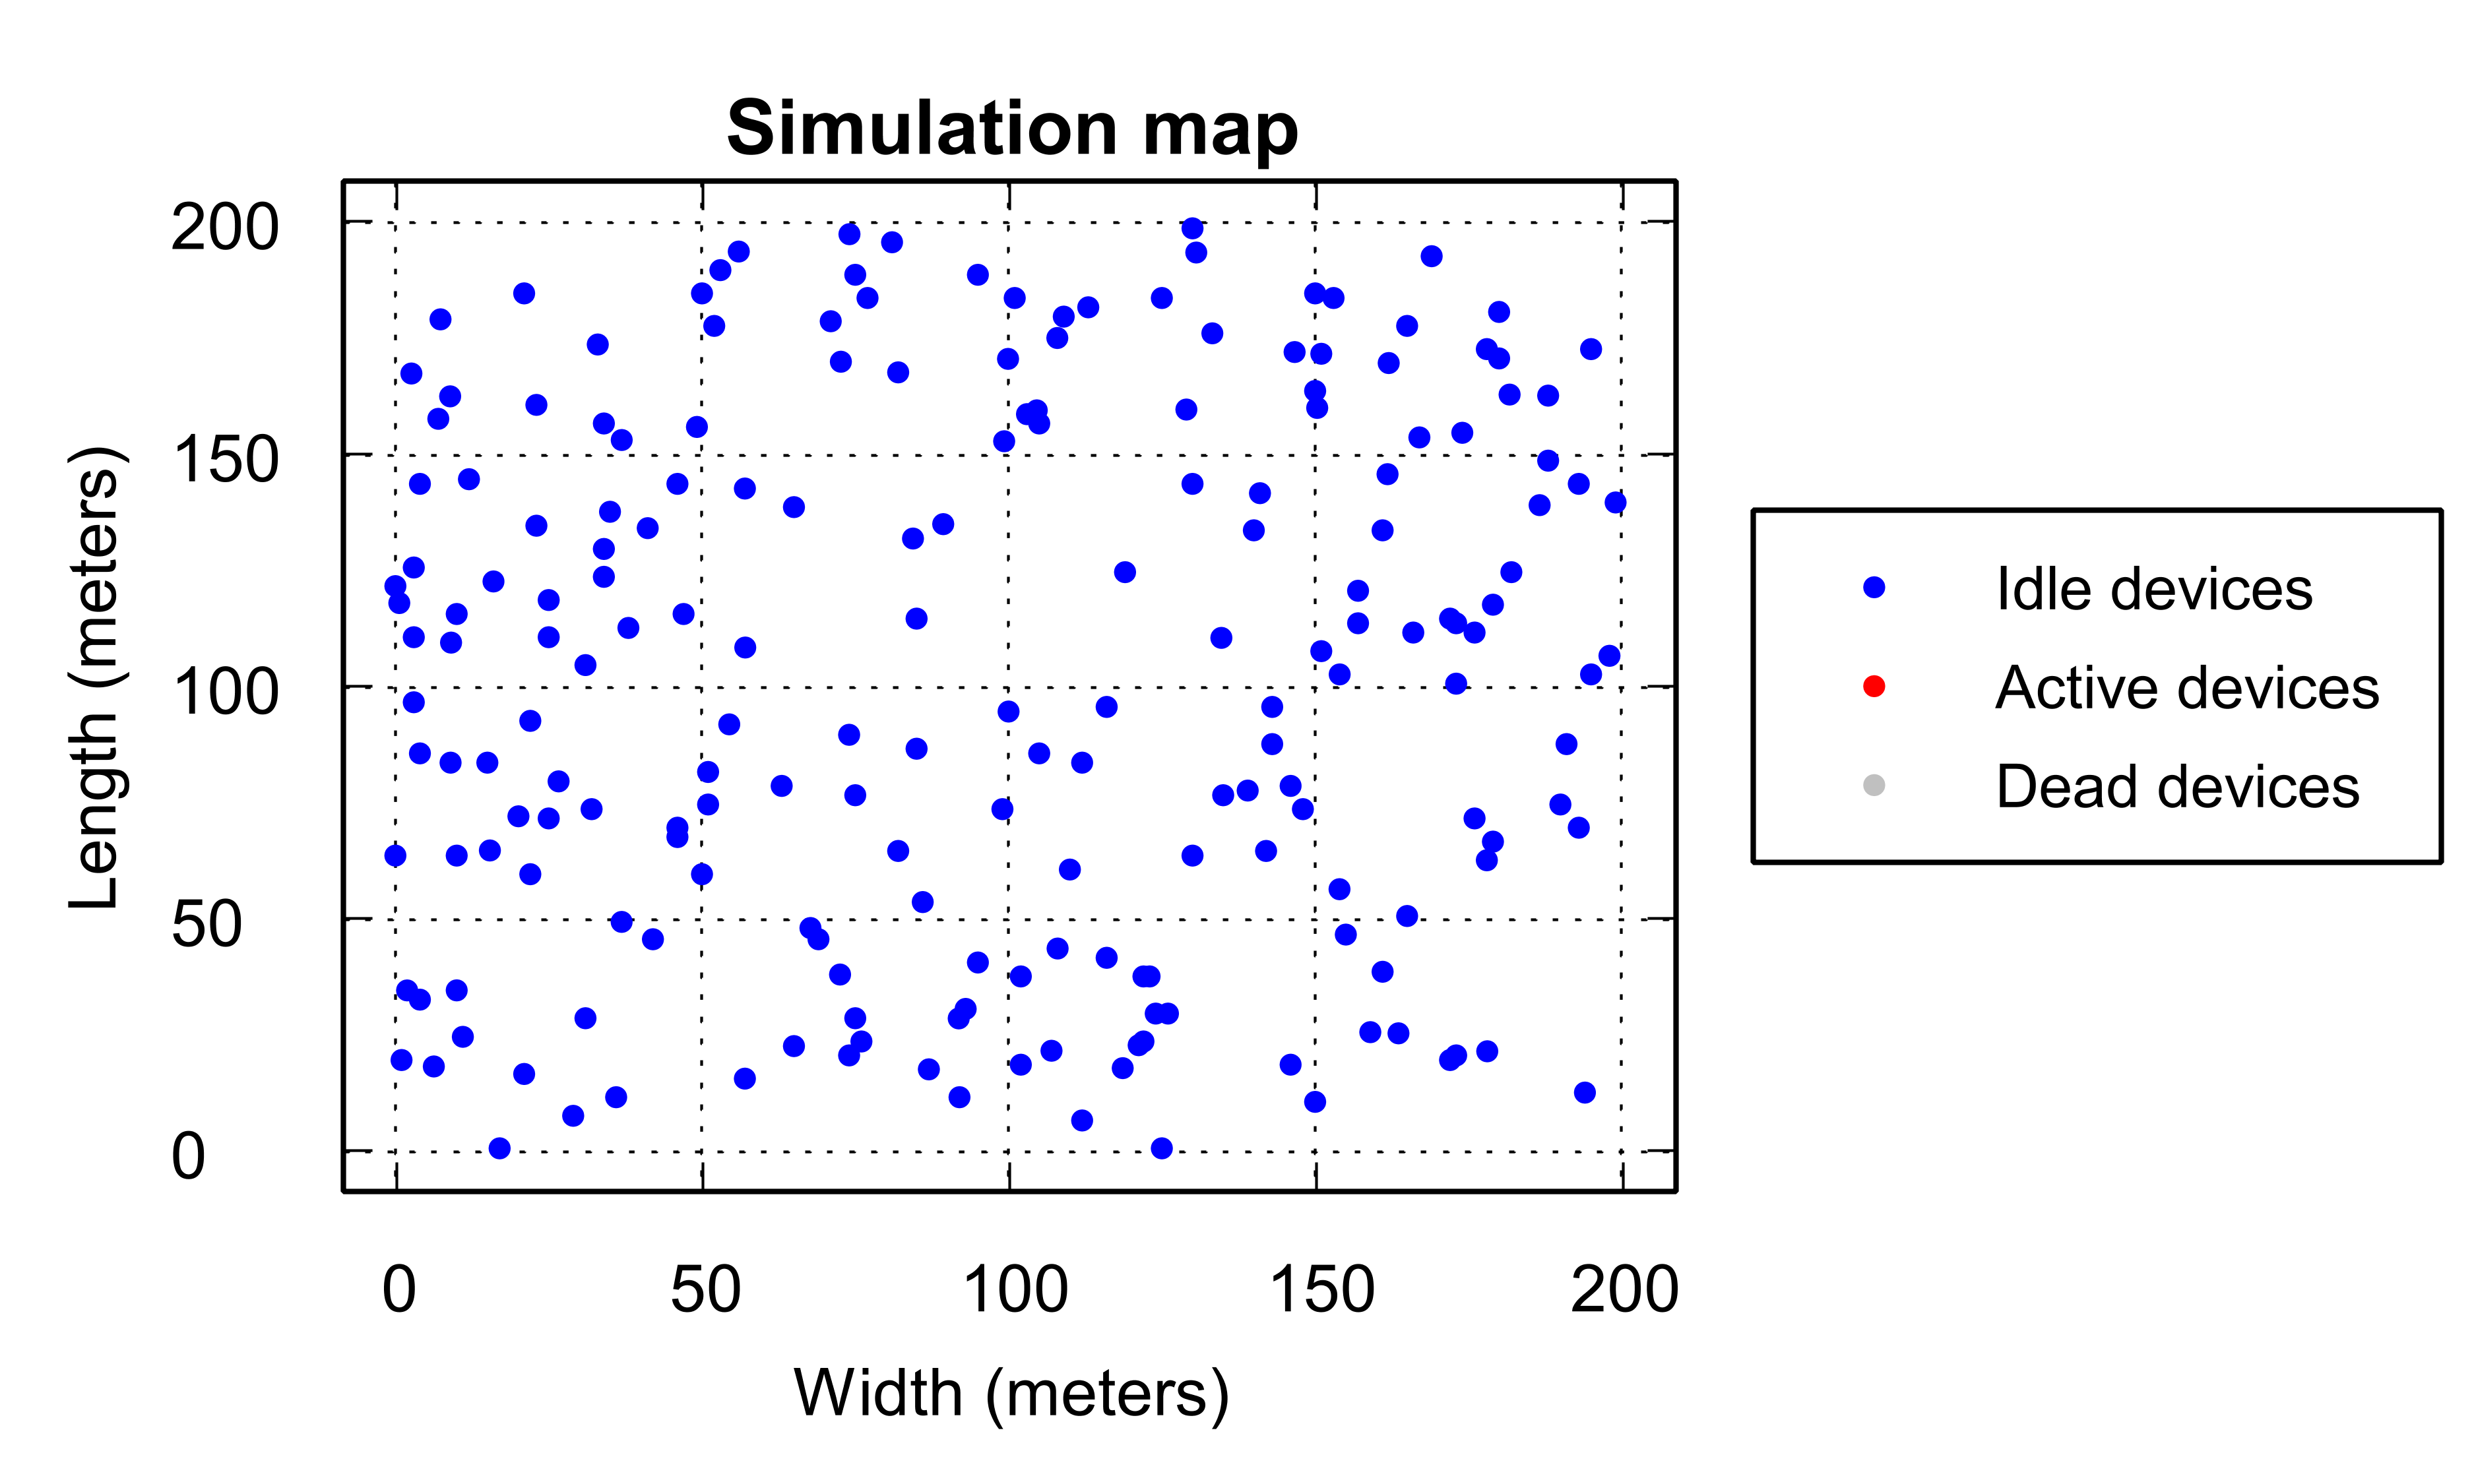 Simulation map
200
150
100
50
0
Length (meters)
0 50 100 150 200
Width (meters)
Idle devices
Active devices
Dead devices